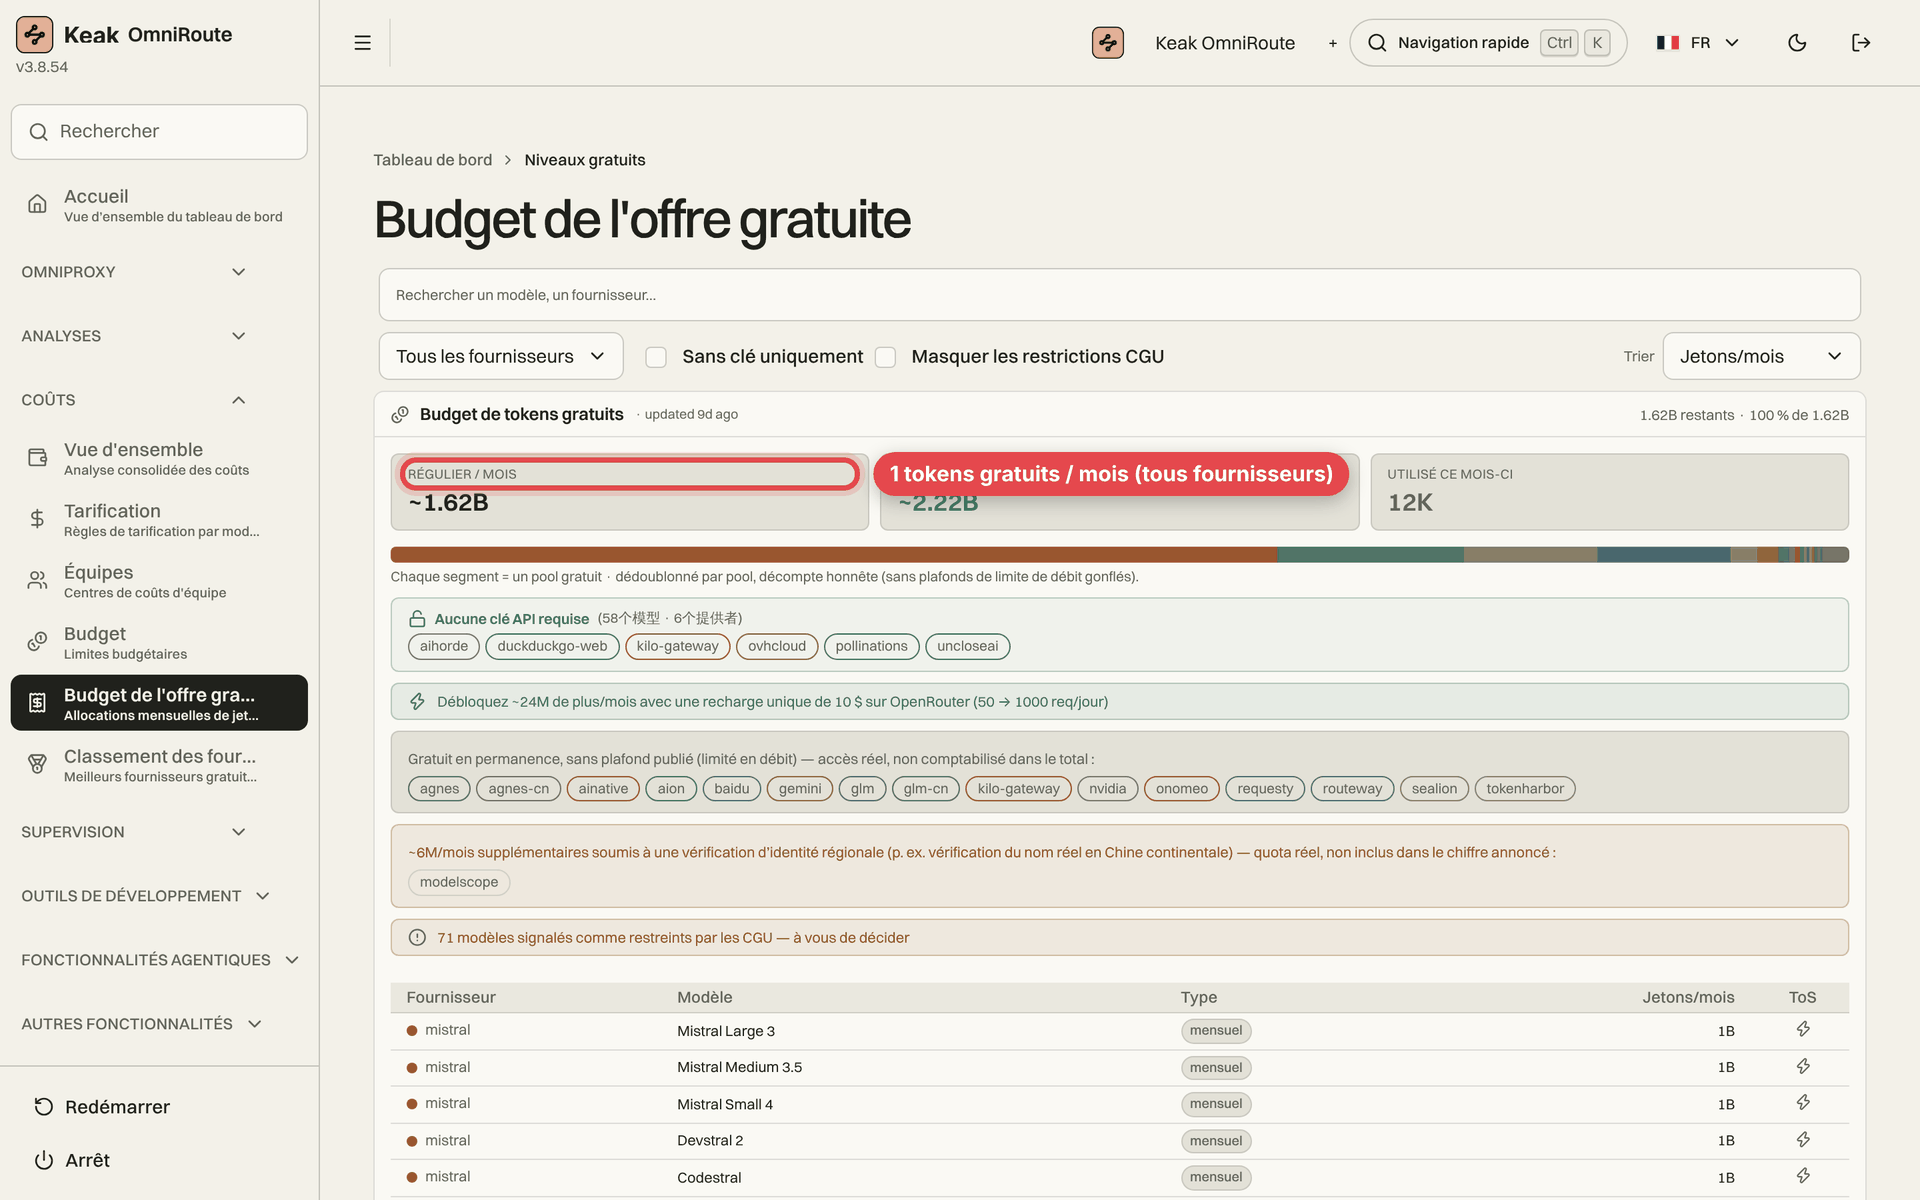 Keak OmniRoute
v3.8.54
Rechercher
Accueil
Vue d'ensemble du tableau de bord
OMNIPROXY
ANALYSES
COÛTS
Vue d'ensemble
Analyse consolidée des coûts
Tarification
Règles de tarification par mod...
Équipes
Centres de coûts d'équipe
Budget
Limites budgétaires
Budget de l'offre gra...
Allocations mensuelles de jet...
Classement des four...
Meilleurs fournisseurs gratuit...
SUPERVISION
OUTILS DE DÉVELOPPEMENT
FONCTIONNALITÉS AGENTIQUES
AUTRES FONCTIONNALITÉS
Redémarrer
Arrêt
Keak OmniRoute
+
Navigation rapide Ctrl K
FR
Tableau de bord > Niveaux gratuits
Budget de l'offre gratuite
Rechercher un modèle, un fournisseur...
Tous les fournisseurs
Sans clé uniquement
Masquer les restrictions CGU
Trier
Jetons/mois
Budget de tokens gratuits · updated 9d ago
1.62B restants · 100 % de 1.62B
RÉGULIER / MOIS
~1.62B
1 tokens gratuits / mois (tous fournisseurs)
~2.22B
UTILISÉ CE MOIS-CI
12K
Chaque segment = un pool gratuit · dédoublonné par pool, décompte honnête (sans plafonds de limite de débit gonflés).
Aucune clé API requise (58个模型 · 6个提供者)
aihorde duckduckgo-web kilo-gateway ovhcloud pollinations uncloseai
Débloquez ~24M de plus/mois avec une recharge unique de 10 $ sur OpenRouter (50 → 1000 req/jour)
Gratuit en permanence, sans plafond publié (limité en débit) — accès réel, non comptabilisé dans le total :
agnes agnes-cn ainative aion baidu gemini glm glm-cn kilo-gateway nvidia onomeo requesty routeway sealion tokenharbor
~6M/mois supplémentaires soumis à une vérification d’identité régionale (p. ex. vérification du nom réel en Chine continentale) — quota réel, non inclus dans le chiffre annoncé :
modelscope
71 modèles signalés comme restreints par les CGU — à vous de décider
Fournisseur Modèle Type Jetons/mois ToS
mistral Mistral Large 3 mensuel 1B
mistral Mistral Medium 3.5 mensuel 1B
mistral Mistral Small 4 mensuel 1B
mistral Devstral 2 mensuel 1B
mistral Codestral mensuel 1B